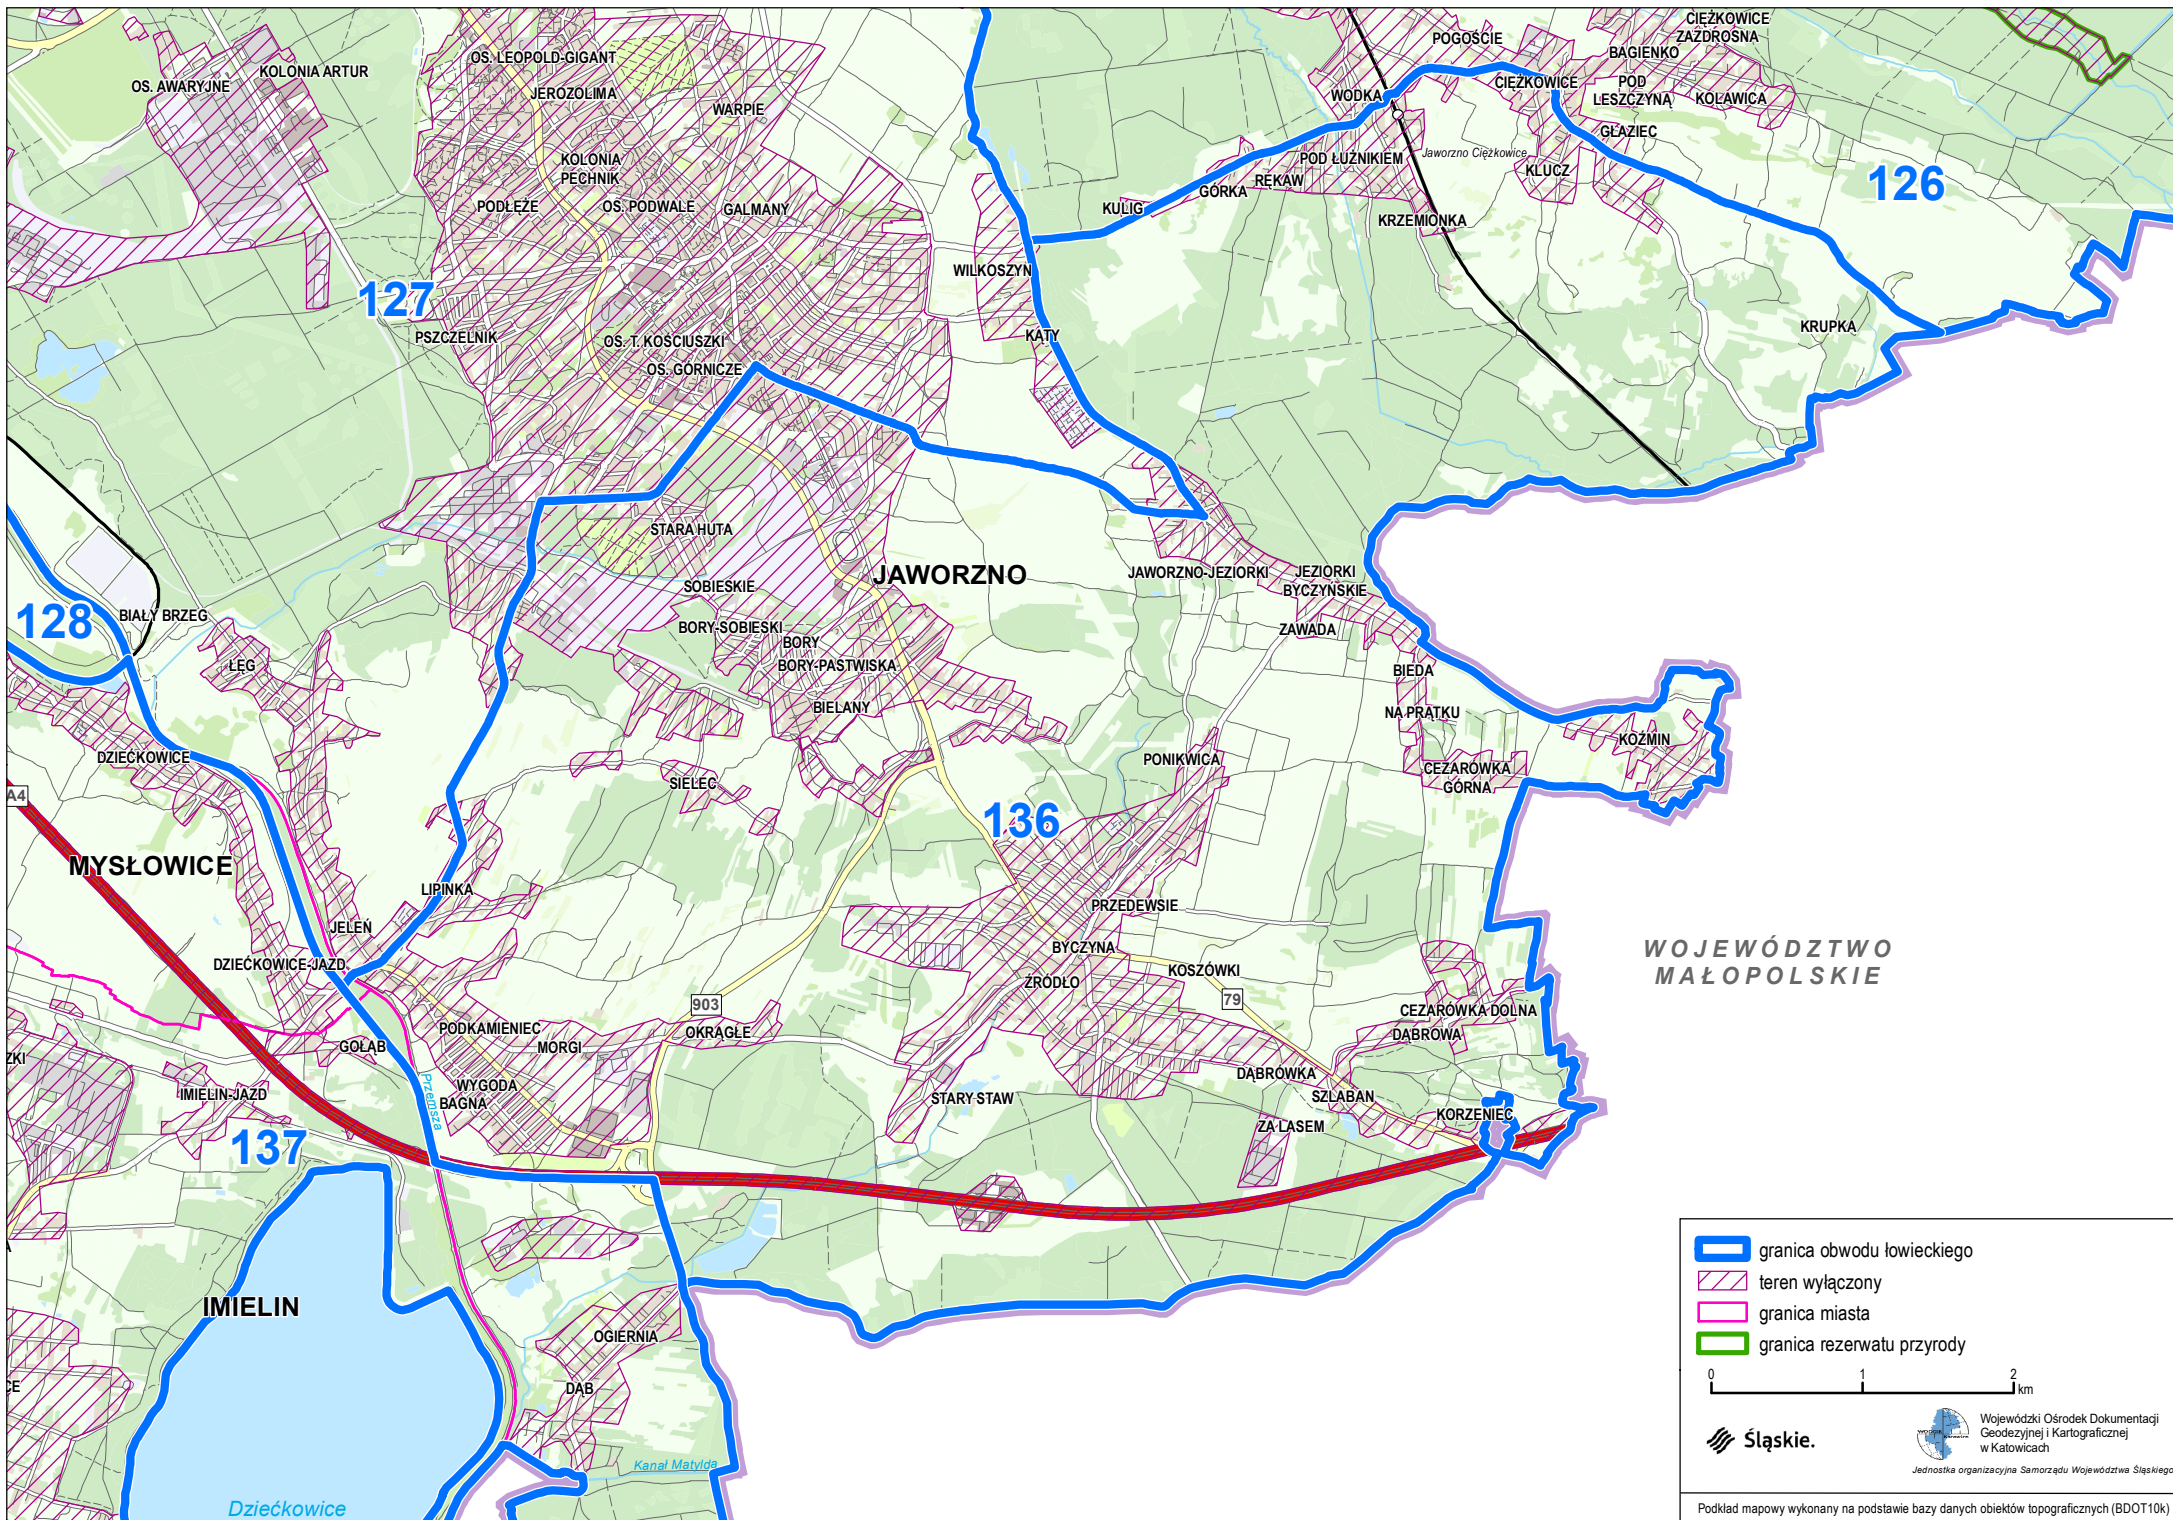 OS. AWARYJNE
KOLONIA ARTUR
OS. LEOPOLD-GIGANT
JEROZOLIMA
WARPIE
KOLONIA
PECHNIK
PODŁĘŻE
OS. PODWALE
GALMANY
POGOŚCIE
CIĘŻKOWICE
ZAZDROSNA
BAGIENKO
CIĘŻKOWICE
POD
LESZCZYNĄ
KOLAWICA
WODKA
GŁAZIEC
POD ŁUŻNIKIEM
Jaworzno Ciężkowice
KLUCZ
RĘKAW
GÓRKA
KULIG
KRZEMIONKA
126
WILKOSZYN
127
PSZCZELNIK
OS. T. KOŚCIUSZKI
OS. GÓRNICZE
KATY
KRUPKA
STARA HUTA
JAWORZNO
SOBIESKIE
JAWORZNO-JEZIORKI
JEZIORKI
BYCZYŃSKIE
128
BIAŁY BRZEG
BORY-SOBIESKI
BORY
BORY-PASTWISKA
ZAWADA
ŁĘG
BIEDA
BIELANY
NA PRĄTKU
KOŹMIN
DZIEĆKOWICE
PONIKWICA
SIELEC
CEZARÓWKA
GÓRNA
A4
136
MYSŁOWICE
LIPINKA
PRZEDEWSIE
JELEŃ
BYCZYNA
WOJEWÓDZTWO
MAŁOPOLSKIE
DZIEĆKOWICE-JAZD
KOSZÓWKI
ŹRÓDŁO
903
79
CEZARÓWKA DOLNA
DĄBROWA
PODKAMIENIEC
MORGI
OKRĄGŁE
GOŁĄB
ZKI
WYGODA
BAGNA
Przemsza
IMIELIN-JAZD
STARY STAW
DĄBRÓWKA
SZLABAN
KORZENIEC
ZA LASEM
137
IMIELIN
OGIERNIA
DĄB
CE
Kanał Matylda
Dziećkowice
granica obwodu łowieckiego
teren wyłączony
granica miasta
granica rezerwatu przyrody
0 1 2
km
Śląskie.
Wojewódzki Ośrodek Dokumentacji
Geodezyjnej i Kartograficznej
w Katowicach
Jednostka organizacyjna Samorządu Województwa Śląskiego
Podkład mapowy wykonany na podstawie bazy danych obiektów topograficznych (BDOT10k)